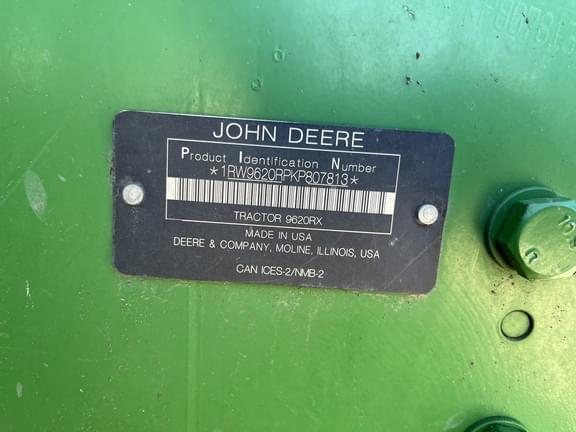 JOHN DEERE
Product Identification Number
*1RW9620RPKP807813*
TRACTOR 9620RX
MADE IN USA
DEERE & COMPANY, MOLINE, ILLINOIS, USA
CAN ICES-2/NMB-2